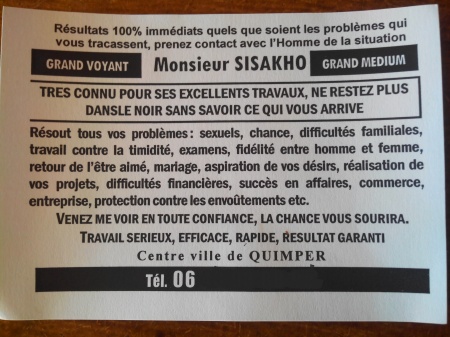 Résultats 100% immédiats quels que soient les problèmes qui
vous tracassent, prenez contact avec l'Homme de la situation
GRAND VOYANT Monsieur SISAKHO GRAND MEDIUM
TRES CONNU POUR SES EXCELLENTS TRAVAUX, NE RESTEZ PLUS
DANSLE NOIR SANS SAVOIR CE QUI VOUS ARRIVE
Résout tous vos problèmes : sexuels, chance, difficultés familiales,
travail contre la timidité, examens, fidélité entre homme et femme,
retour de l'être aimé, mariage, aspiration de vos désirs, réalisation de
vos projets, difficultés financières, succès en affaires, commerce,
entreprise, protection contre les envoûtements etc.
VENEZ ME VOIR EN TOUTE CONFIANCE, LA CHANCE VOUS SOURIRA.
TRAVAIL SERIEUX, EFFICACE, RAPIDE, RESULTAT GARANTI
Centre ville de QUIMPER
Tél. 06